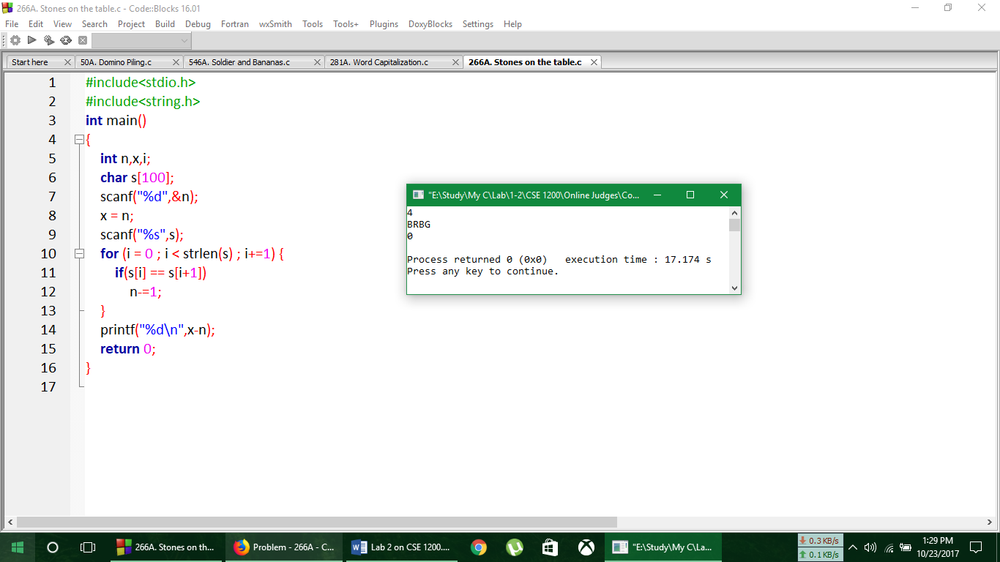 266A. Stones on the table.c - Code::Blocks 16.01
File Edit View Search Project Build Debug Fortran wxSmith Tools Tools+ Plugins DoxyBlocks Settings Help
Start here 50A. Domino Piling.c 546A. Soldier and Bananas.c 281A. Word Capitalization.c 266A. Stones on the table.c
1 #include<stdio.h>
2 #include<string.h>
3 int main()
4 {
5 int n,x,i;
6 char s[100];
7 scanf("%d",&n);
8 x = n;
9 scanf("%s",s);
10 for (i = 0 ; i < strlen(s) ; i+=1) {
11 if(s[i] == s[i+1])
12 n-=1;
13 }
14 printf("%d\n",x-n);
15 return 0;
16 }
17
"E:\Study\My C\Lab\1-2\CSE 1200\Online Judges\Co...
4
BRBG
0
Process returned 0 (0x0) execution time : 17.174 s
Press any key to continue.
266A. Stones on th... Problem - 266A - C... Lab 2 on CSE 1200.... "E:\Study\My C\La...
0.3 KB/s
0.1 KB/s
1:29 PM
10/23/2017